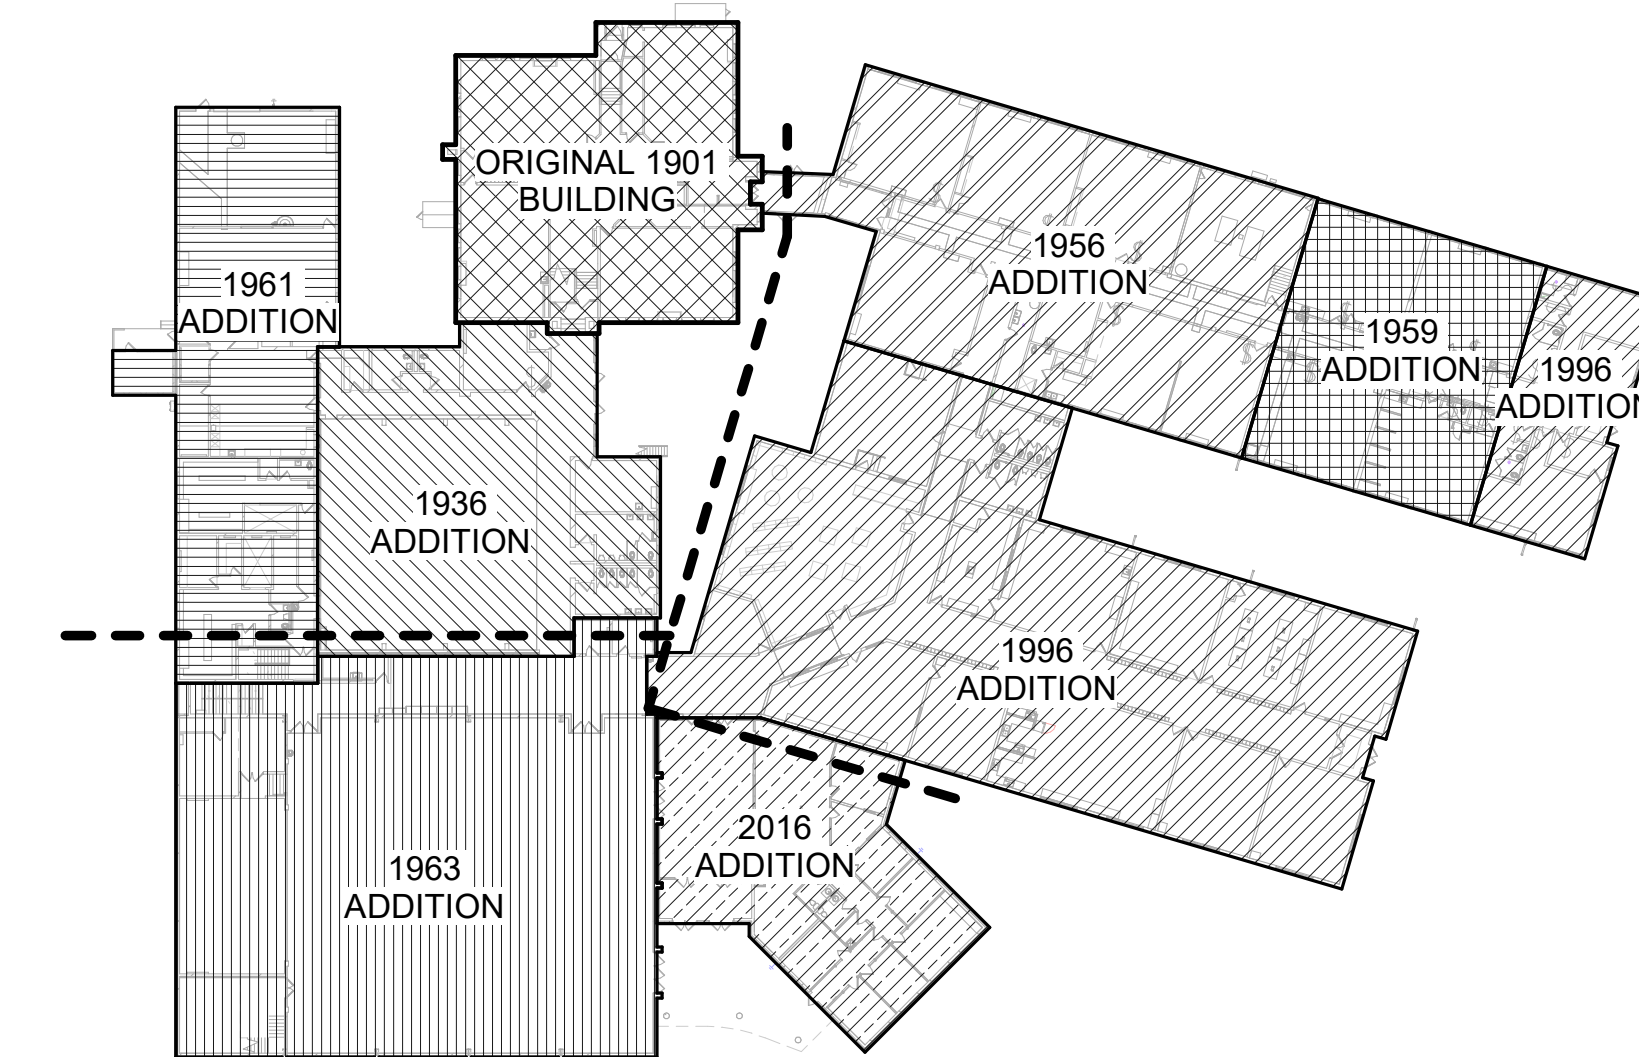 ORIGINAL 1901
BUILDING
1956
ADDITION
1961
ADDITION
1959
ADDITION
1996
ADDITION
1936
ADDITION
1996
ADDITION
2016
ADDITION
1963
ADDITION